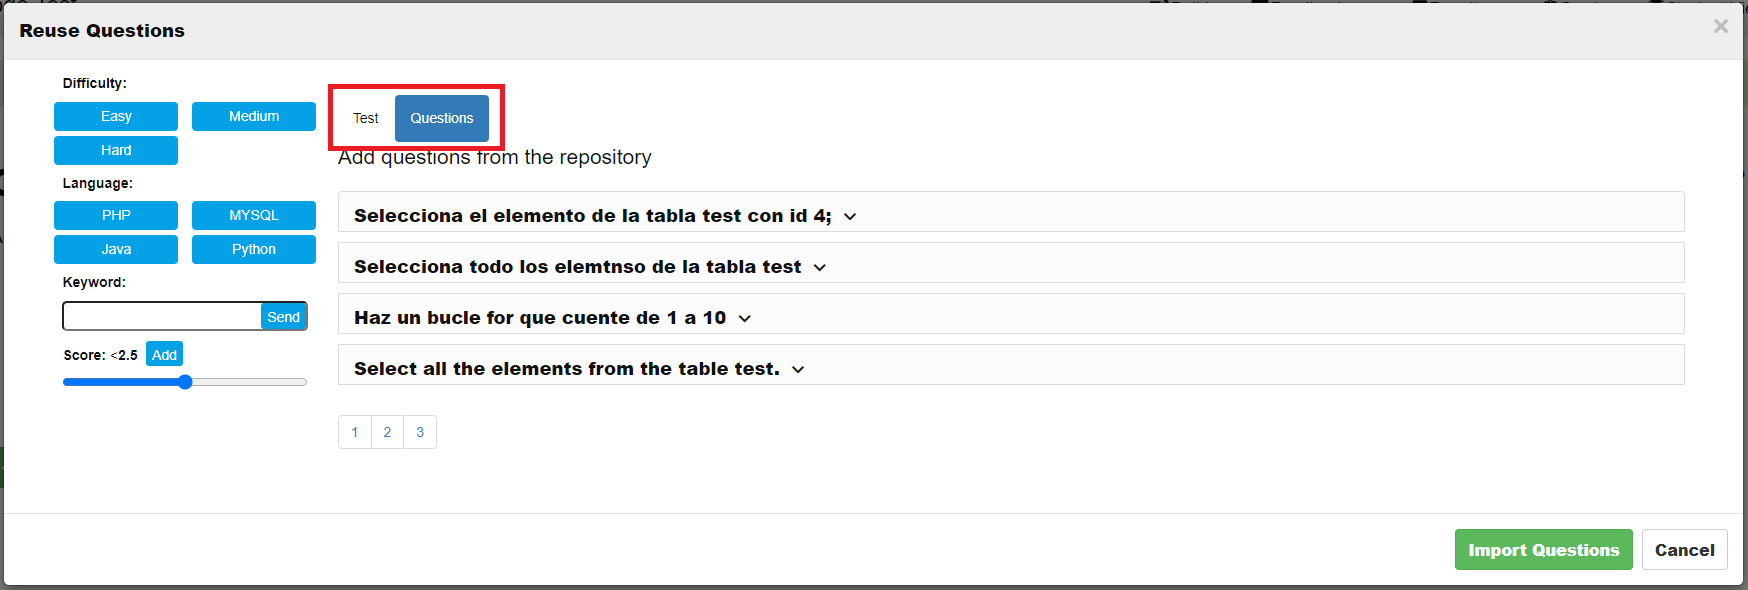 Reuse Questions
×
Difficulty:
Easy
Medium
Hard
Language:
PHP
MYSQL
Java
Python
Keyword:
Send
Score: <2.5
Add
Test
Questions
Add questions from the repository
Selecciona el elemento de la tabla test con id 4;
Selecciona todo los elemtnso de la tabla test
Haz un bucle for que cuente de 1 a 10
Select all the elements from the table test.
1 2 3
Import Questions
Cancel